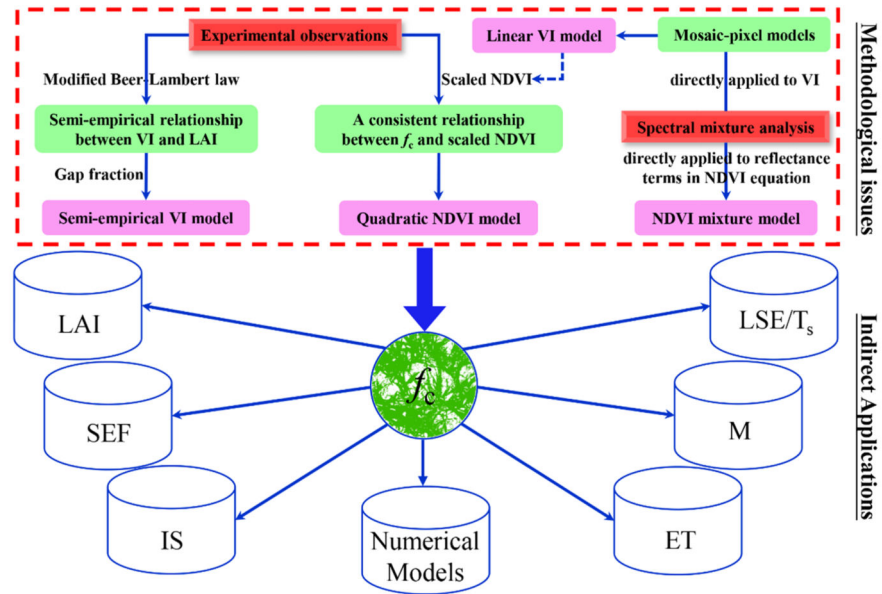 Experimental observations
Linear VI model
Mosaic-pixel models
Modified Beer-Lambert law
Scaled NDVI
directly applied to VI
Semi-empirical relationship
between VI and LAI
A consistent relationship
between fc and scaled NDVI
Spectral mixture analysis
Gap fraction
directly applied to reflectance
terms in NDVI equation
Semi-empirical VI model
Quadratic NDVI model
NDVI mixture model
Methodological issues
LAI
LSE/Ts
fc
SEF
M
IS
Numerical
Models
ET
Indirect Applications